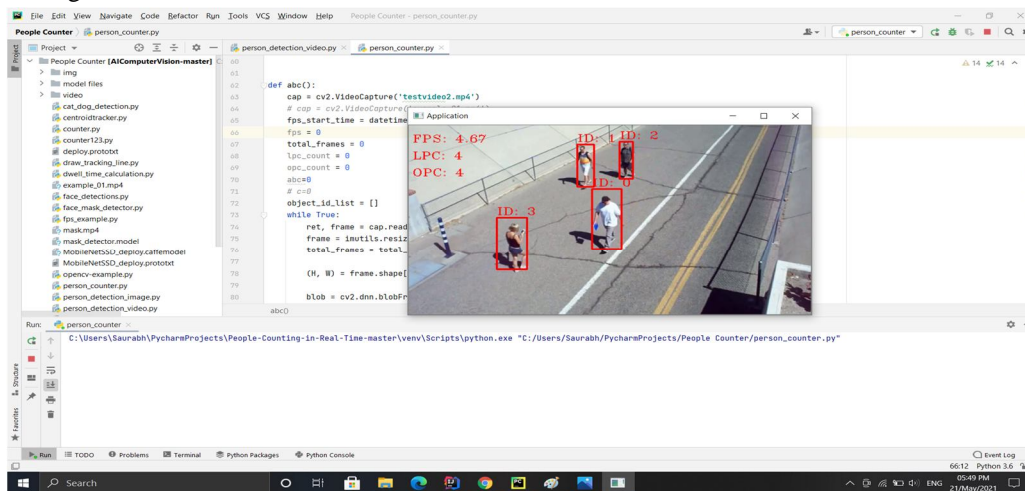 File Edit View Navigate Code Refactor Run Tools VCS Window Help People Counter - person_counter.py
People Counter person_counter.py person_counter
Project person_detection_video.py person_counter.py
People Counter [AIComputerVision-master]
img
model files
video
cat_dog_detection.py
centroidtracker.py
counter.py
counter123.py
deploy.prototxt
draw_tracking_line.py
dwell_time_calculation.py
example_01.mp4
face_detections.py
face_mask_detector.py
fps_example.py
mask.mp4
mask_detector.model
MobileNetSSD_deploy.caffemodel
MobileNetSSD_deploy.prototxt
opencv-example.py
person_counter.py
person_detection_image.py
person_detection_video.py
60
61
62 def abc():
63 cap = cv2.VideoCapture('testvideo2.mp4')
64 # cap = cv2.VideoCapture(
65 fps_start_time = datetime
66 fps = 0
67 total_frames = 0
68 lpc_count = 0
69 opc_count = 0
70 abc=0
71 # c=0
72 object_id_list = []
73 while True:
74 ret, frame = cap.read
75 frame = imutils.resiz
76 total_frames = total_
77
78 (H, W) = frame.shape[
79
80 blob = cv2.dnn.blobFr
abc()
14 14
Application
FPS: 4.67
LPC: 4
OPC: 4
ID: 1
ID: 2
ID: 0
ID: 3
Run: person_counter
C:\Users\Saurabh\PycharmProjects\People-Counting-in-Real-Time-master\venv\Scripts\python.exe "C:/Users/Saurabh/PycharmProjects/People Counter/person_counter.py"
Structure
Favorites
Run TODO Problems Terminal Python Packages Python Console Event Log
66:12 Python 3.6
Search ENG 05:49 PM
21/May/2021